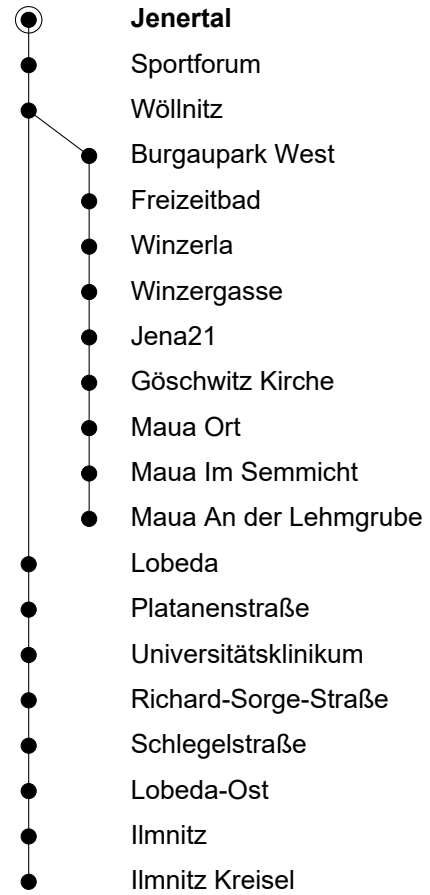 Jenertal
Sportforum
Wöllnitz
Burgaupark West
Freizeitbad
Winzerla
Winzergasse
Jena21
Göschwitz Kirche
Maua Ort
Maua Im Semmicht
Maua An der Lehmgrube
Lobeda
Platanenstraße
Universitätsklinikum
Richard-Sorge-Straße
Schlegelstraße
Lobeda-Ost
Ilmnitz
Ilmnitz Kreisel